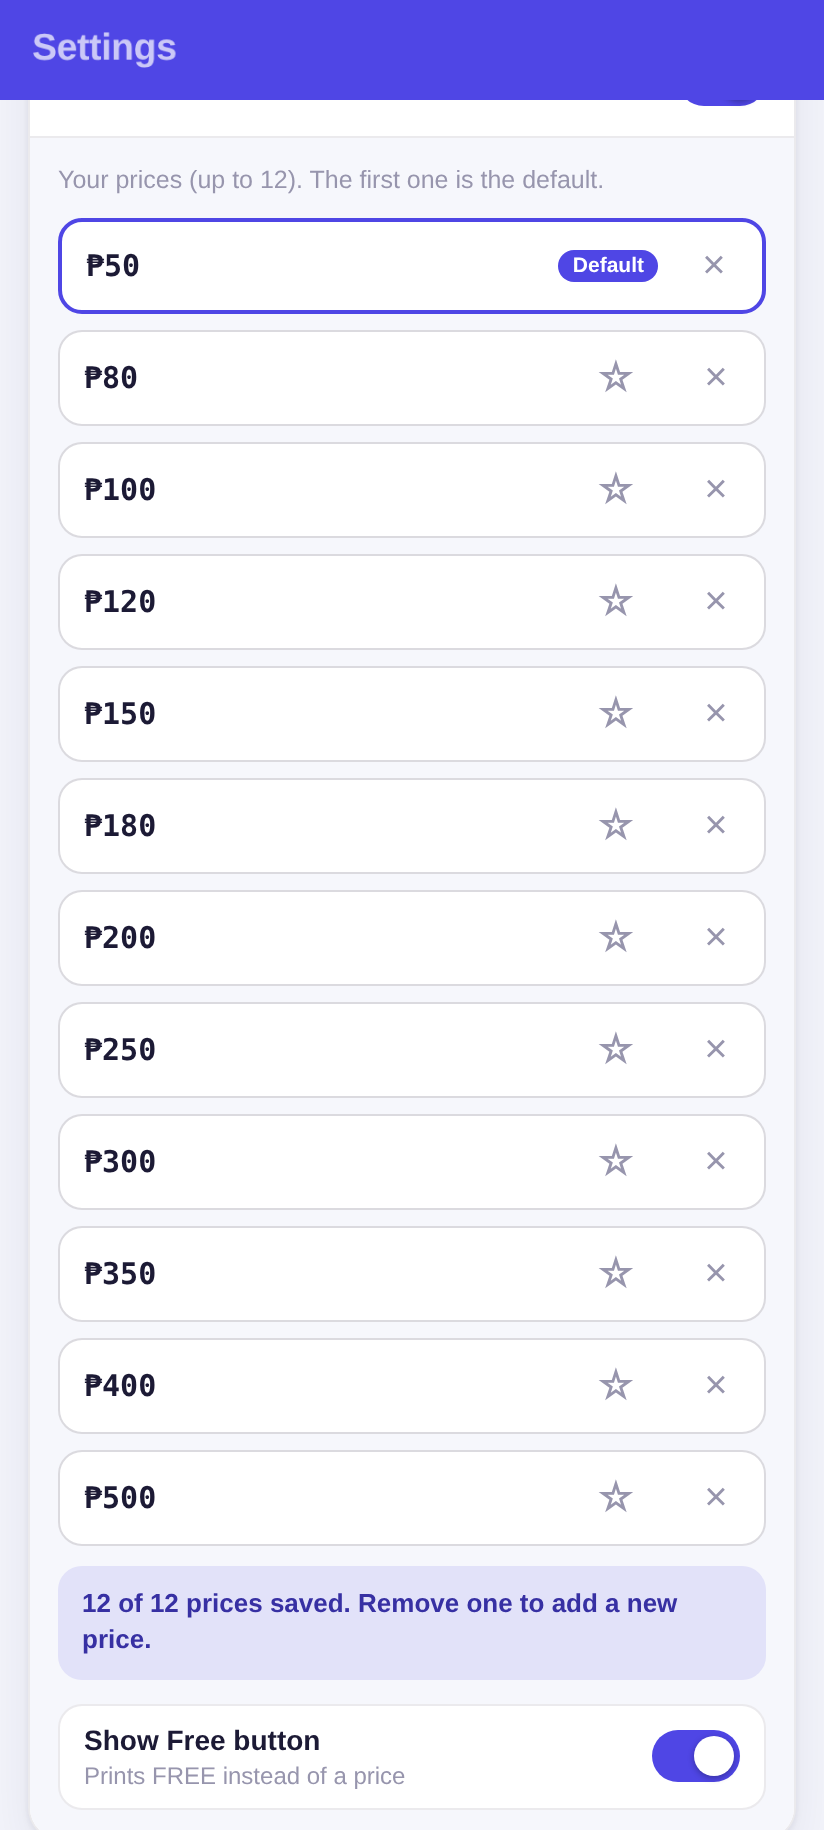 Settings
Your prices (up to 12). The first one is the default.
₱50 Default ✕
₱80 ☆ ✕
₱100 ☆ ✕
₱120 ☆ ✕
₱150 ☆ ✕
₱180 ☆ ✕
₱200 ☆ ✕
₱250 ☆ ✕
₱300 ☆ ✕
₱350 ☆ ✕
₱400 ☆ ✕
₱500 ☆ ✕
12 of 12 prices saved. Remove one to add a new
price.
Show Free button
Prints FREE instead of a price